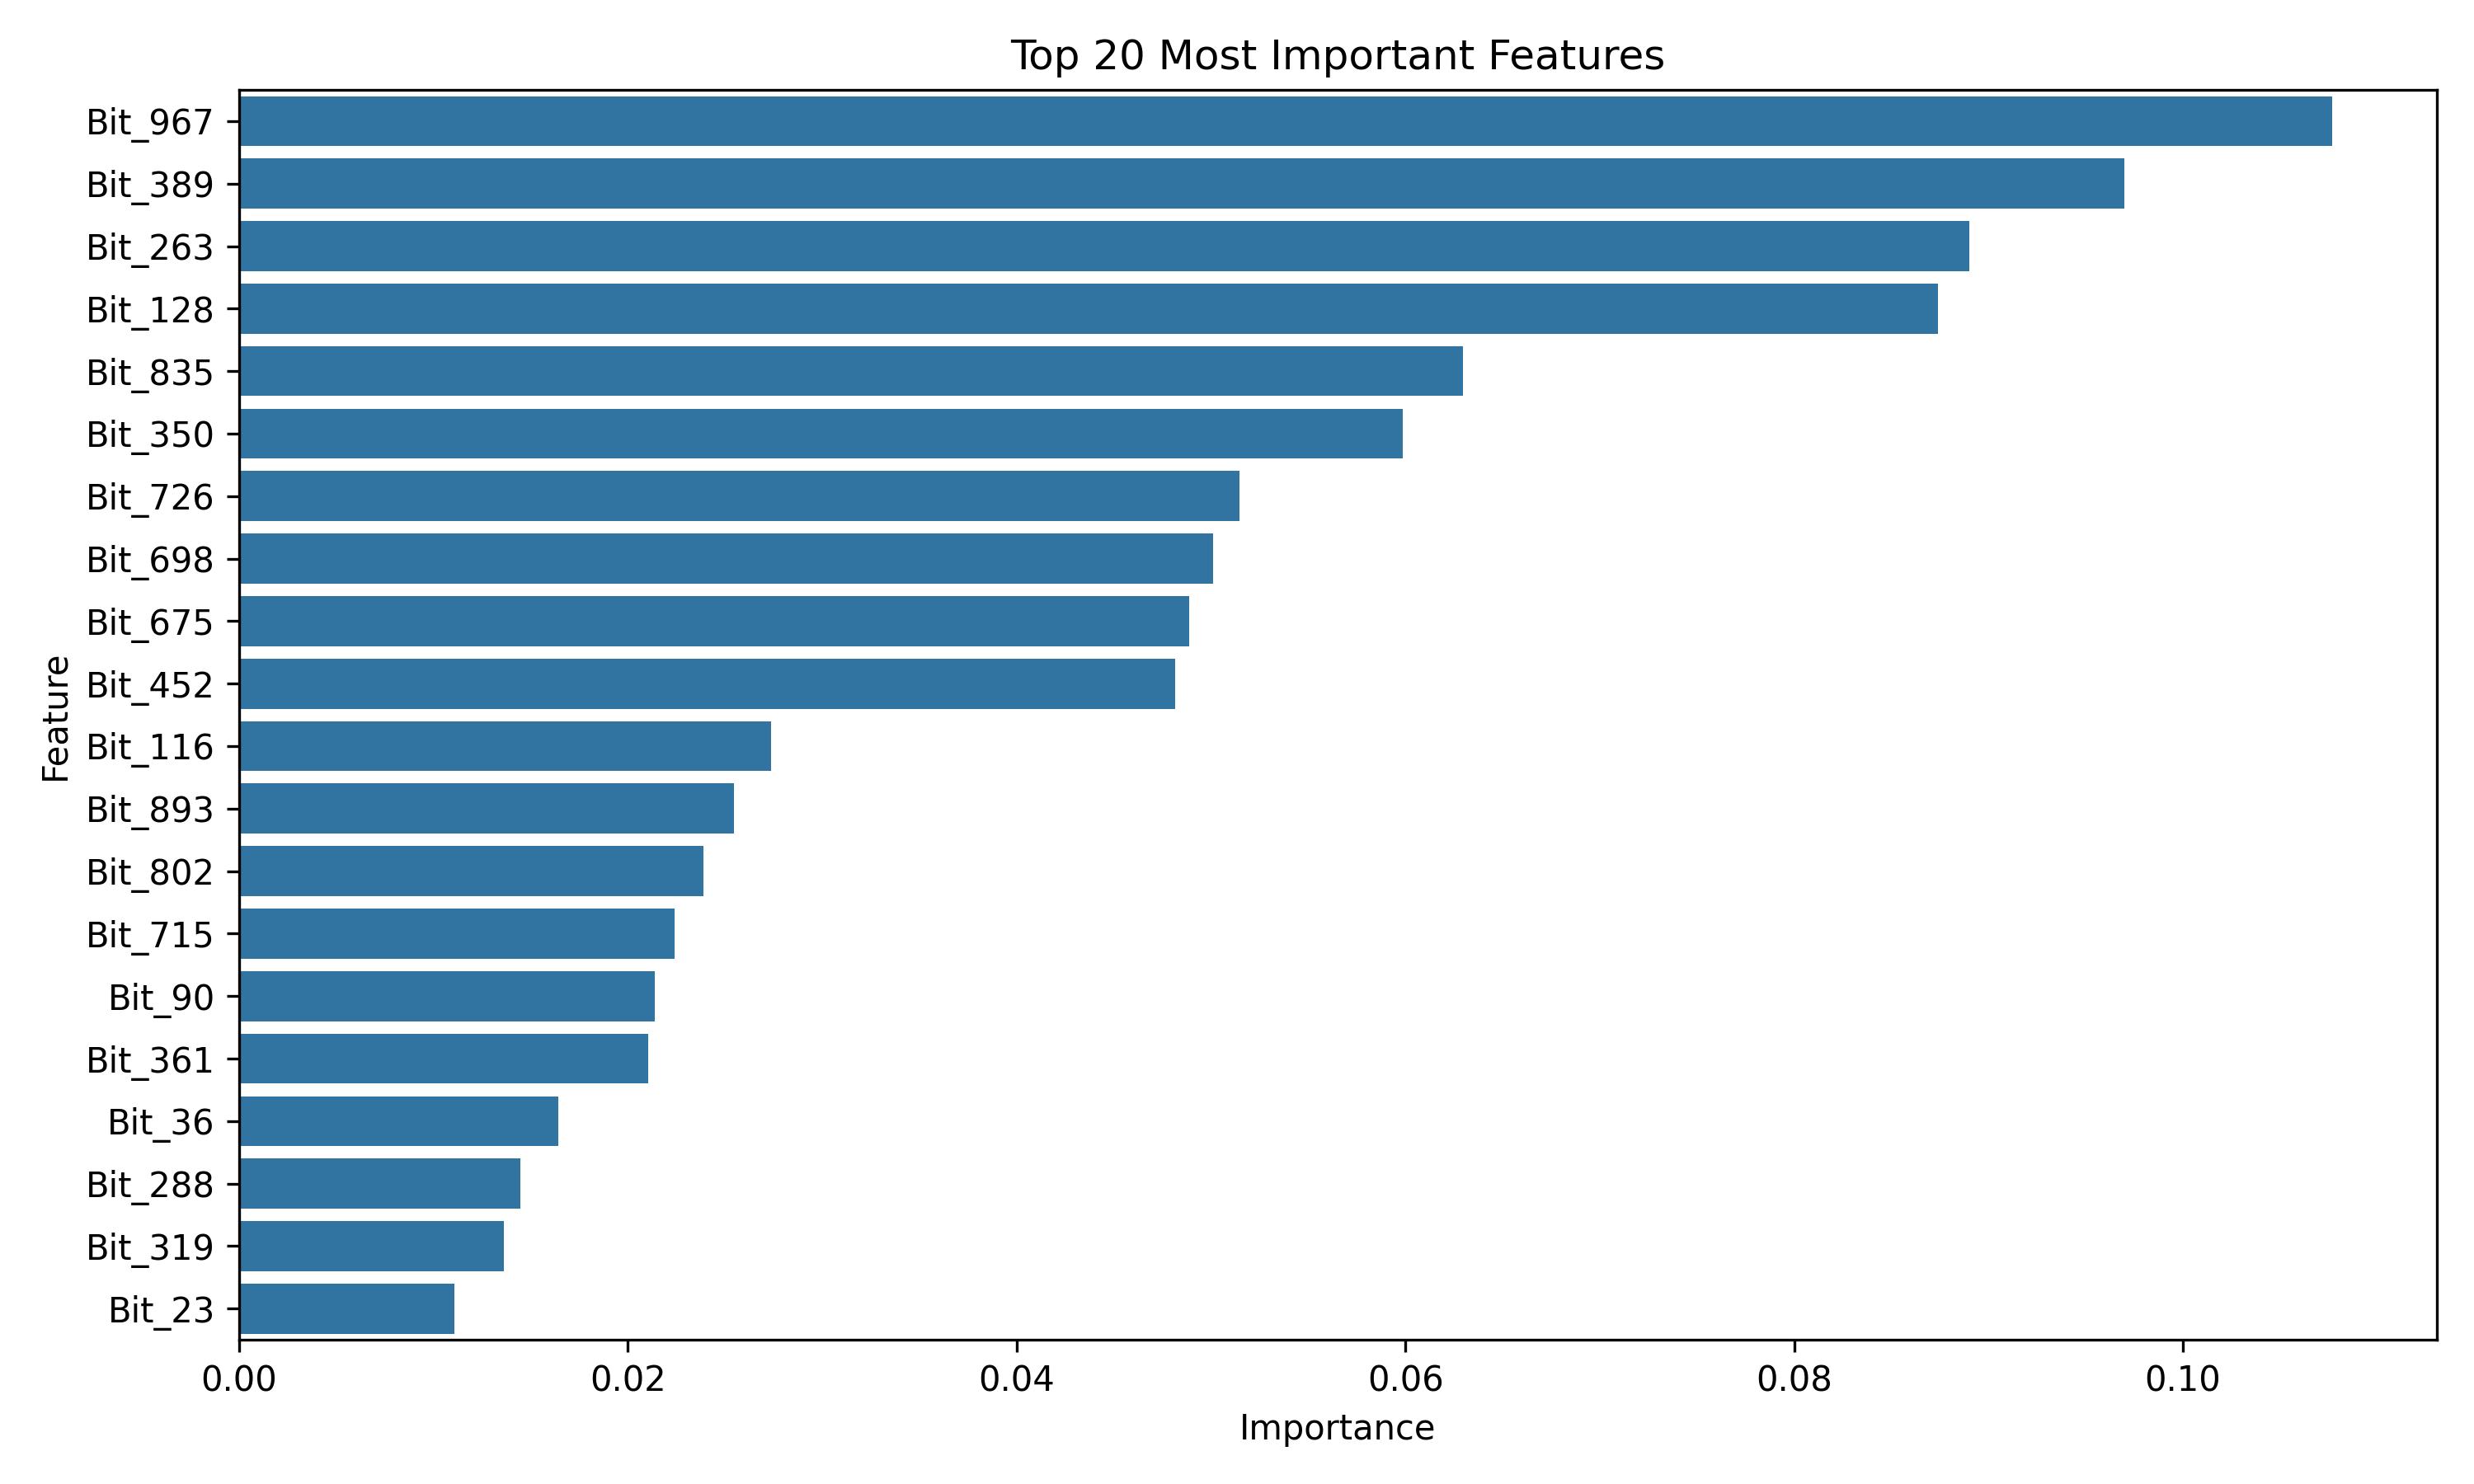 Top 20 Most Important Features
Bit_967
Bit_389
Bit_263
Bit_128
Bit_835
Bit_350
Bit_726
Bit_698
Bit_675
Bit_452
Bit_116
Bit_893
Bit_802
Bit_715
Bit_90
Bit_361
Bit_36
Bit_288
Bit_319
Bit_23
Feature
0.00 0.02 0.04 0.06 0.08 0.10
Importance